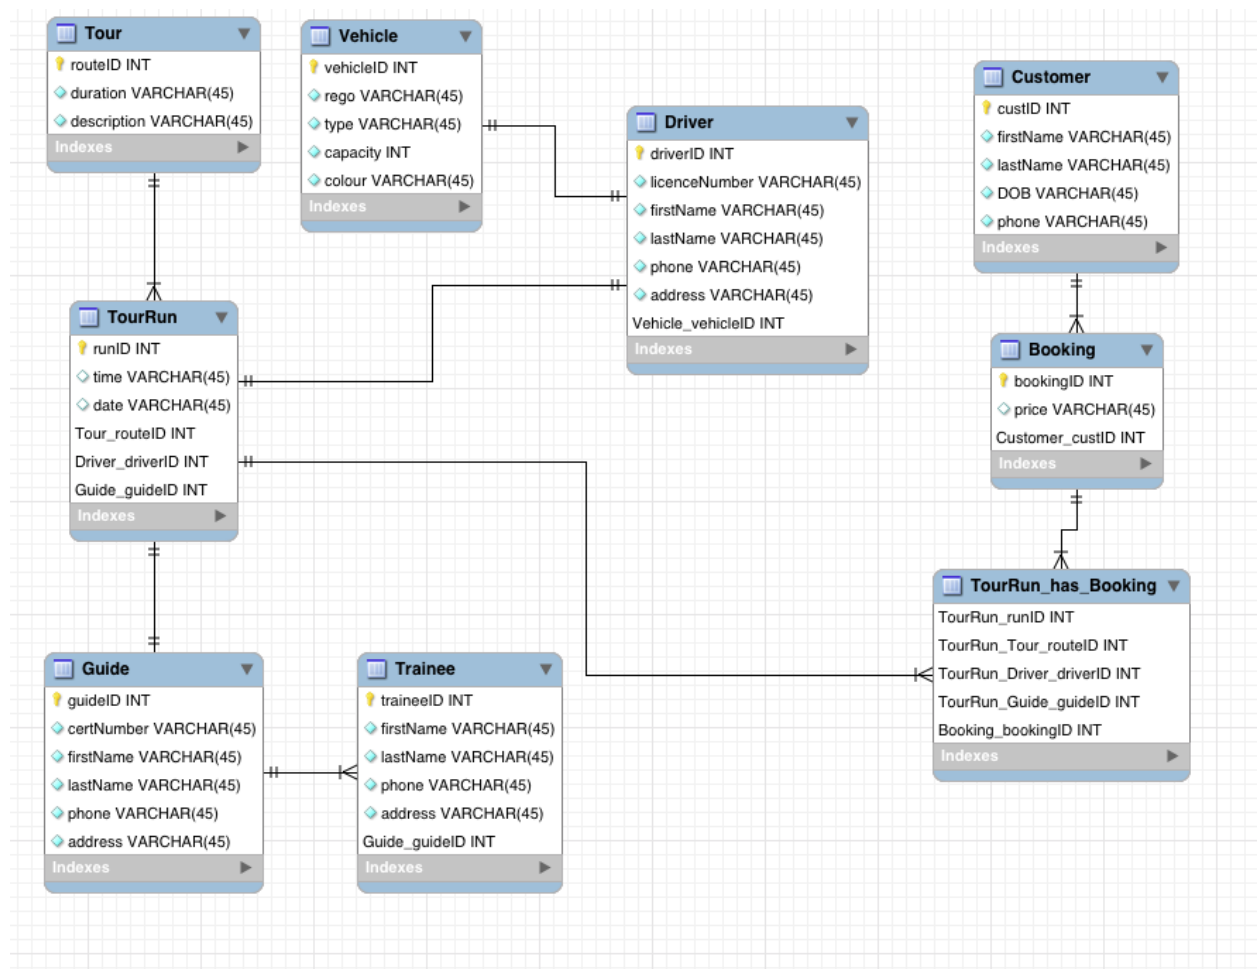 Tour
routeID INT
duration VARCHAR(45)
description VARCHAR(45)
Indexes
Vehicle
vehicleID INT
rego VARCHAR(45)
type VARCHAR(45)
capacity INT
colour VARCHAR(45)
Indexes
Driver
driverID INT
licenceNumber VARCHAR(45)
firstName VARCHAR(45)
lastName VARCHAR(45)
phone VARCHAR(45)
address VARCHAR(45)
Vehicle_vehicleID INT
Indexes
Customer
custID INT
firstName VARCHAR(45)
lastName VARCHAR(45)
DOB VARCHAR(45)
phone VARCHAR(45)
Indexes
TourRun
runID INT
time VARCHAR(45)
date VARCHAR(45)
Tour_routeID INT
Driver_driverID INT
Guide_guideID INT
Indexes
Booking
bookingID INT
price VARCHAR(45)
Customer_custID INT
Indexes
TourRun_has_Booking
TourRun_runID INT
TourRun_Tour_routeID INT
TourRun_Driver_driverID INT
TourRun_Guide_guideID INT
Booking_bookingID INT
Indexes
Guide
guideID INT
certNumber VARCHAR(45)
firstName VARCHAR(45)
lastName VARCHAR(45)
phone VARCHAR(45)
address VARCHAR(45)
Indexes
Trainee
traineeID INT
firstName VARCHAR(45)
lastName VARCHAR(45)
phone VARCHAR(45)
address VARCHAR(45)
Guide_guideID INT
Indexes